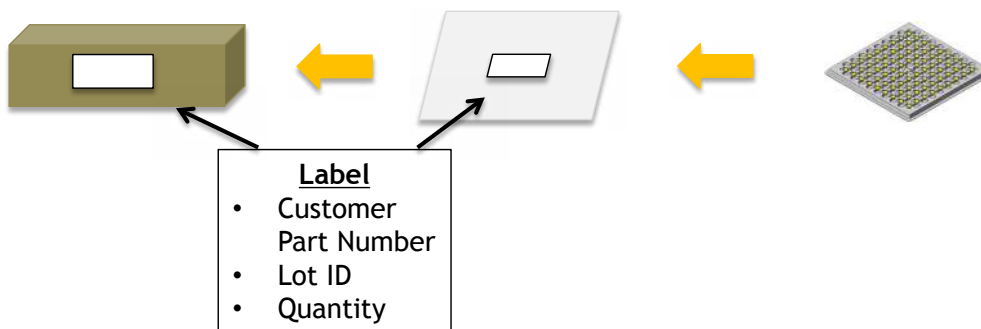 Label
• Customer
Part Number
• Lot ID
• Quantity